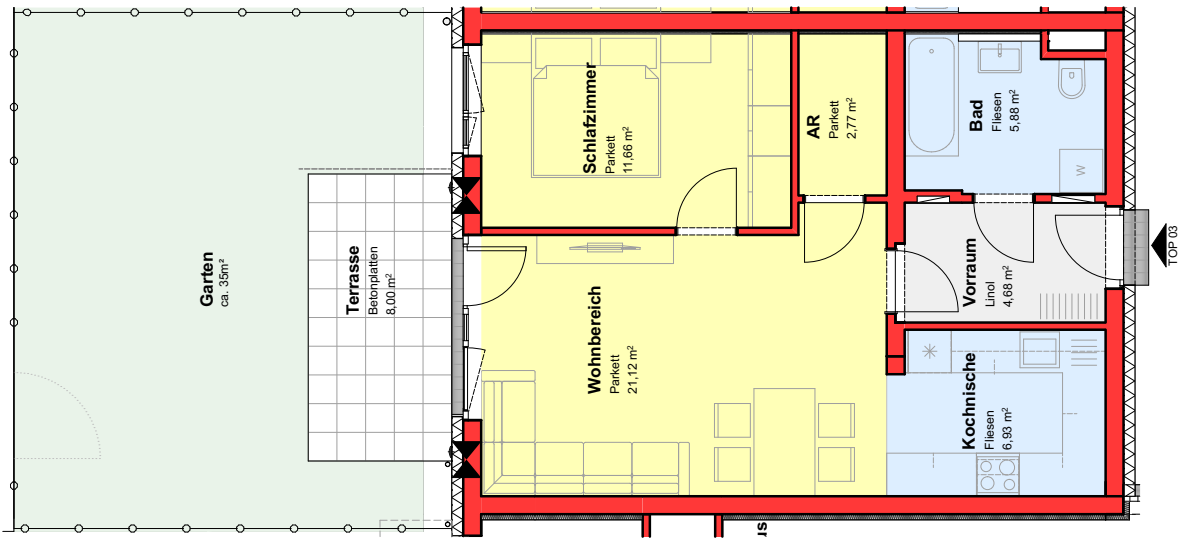 Garten
ca. 35m²
Terrasse
Betonplatten
8,00 m²
Schlafzimmer
Parkett
11,66 m²
AR
Parkett
2,77 m²
Bad
Fliesen
5,88 m²
W
Wohnbereich
Parkett
21,12 m²
Vorraum
Linol
4,68 m²
TOP 03
Kochnische
Fliesen
6,93 m²